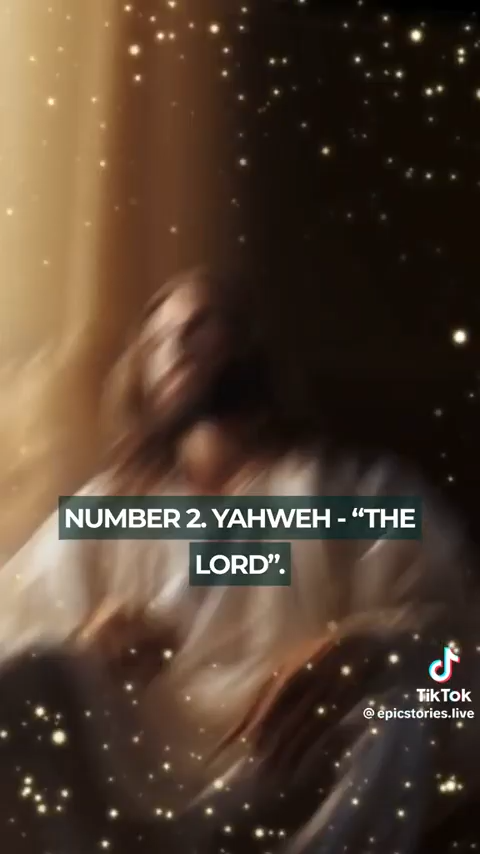 NUMBER 2. YAHWEH - “THE
LORD”.
TikTok
@epicstories.live